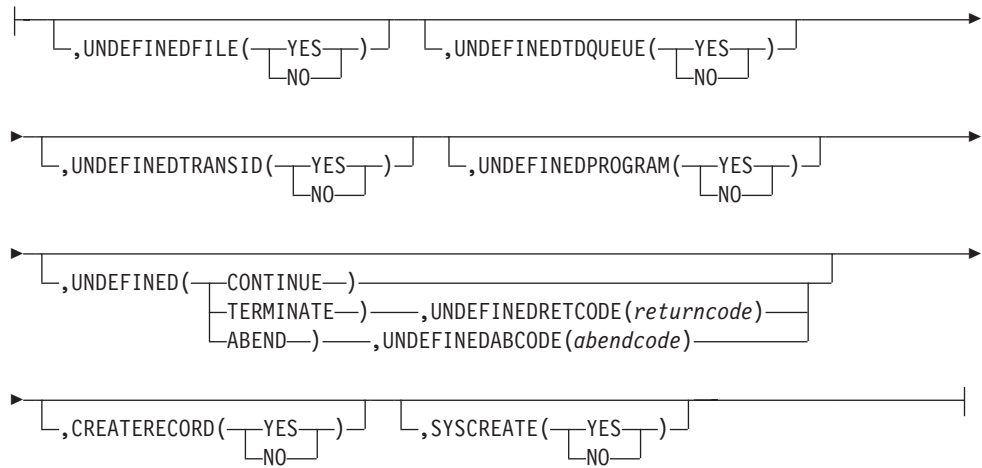 ,UNDEFINEDFILE( YES ) ,UNDEFINEDTDQUEUE( YES )
NO NO
,UNDEFINEDTRANSID( YES ) ,UNDEFINEDPROGRAM( YES )
NO NO
,UNDEFINED( CONTINUE )
TERMINATE ) ,UNDEFINEDRETCODE(returncode)
ABEND ) ,UNDEFINEDABCODE(abendcode)
,CREATERECORD( YES ) ,SYSCREATE( YES )
NO NO